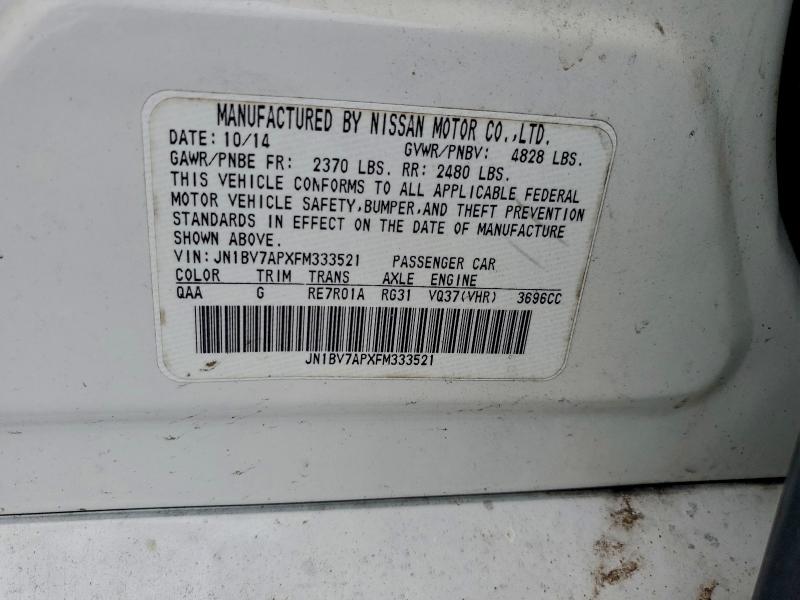 MANUFACTURED BY NISSAN MOTOR CO.,LTD.
DATE: 10/14 GVWR/PNBV: 4828 LBS.
GAWR/PNBE FR: 2370 LBS. RR: 2480 LBS.
THIS VEHICLE CONFORMS TO ALL APPLICABLE FEDERAL
MOTOR VEHICLE SAFETY,BUMPER,AND THEFT PREVENTION
STANDARDS IN EFFECT ON THE DATE OF MANUFACTURE
SHOWN ABOVE.
VIN:JN1BV7APXFM333521 PASSENGER CAR
COLOR TRIM TRANS AXLE ENGINE
QAA G RE7R01A RG31 VQ37(VHR) 3696CC
JN1BV7APXFM333521